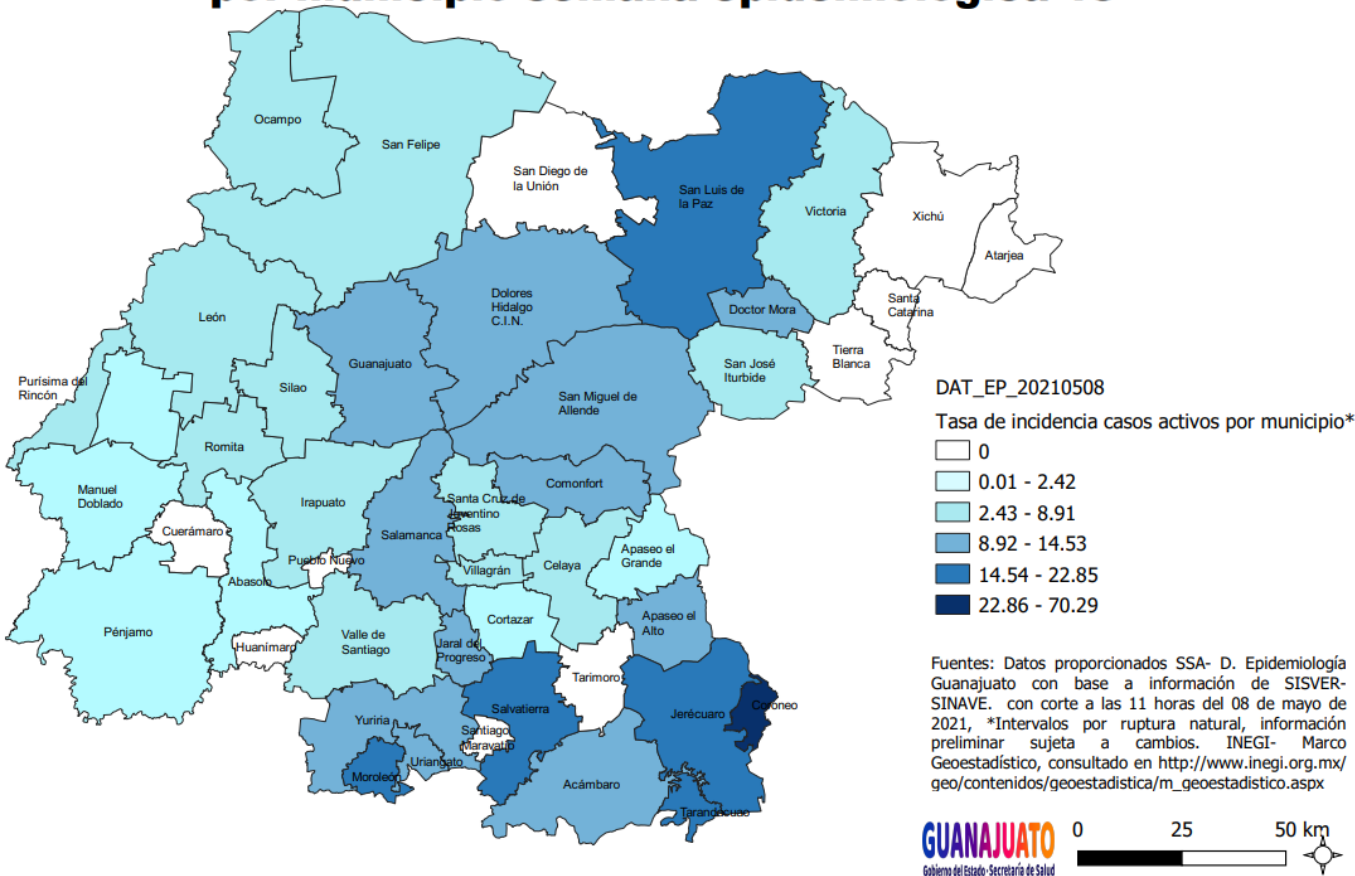 por municipio semana epidemiológica 18
Ocampo
San Felipe
San Diego de
la Unión
San Luis de
la Paz
Victoria
Xichú
Atarjea
León
Dolores
Hidalgo
C.I.N.
Doctor Mora
Santa
Catarina
Guanajuato
San José
Iturbide
Tierra
Blanca
Purísima del
Rincón
Silao
San Miguel de
Allende
Romita
Manuel
Doblado
Irapuato
Santa Cruz de
Juventino
Rosas
Comonfort
Cuerámaro
Salamanca
Pueblo Nuevo
Villagrán
Celaya
Apaseo el
Grande
Abasolo
Pénjamo
Cortazar
Apaseo el
Alto
Huanímaro
Valle de
Santiago
Jaral del
Progreso
Tarimoro
Yuriria
Salvatierra
Jerécuaro
Coroneo
Santiago
Maravatío
Uriangato
Moroleón
Acámbaro
Tarandacuao
DAT_EP_20210508
Tasa de incidencia casos activos por municipio*
0
0.01 - 2.42
2.43 - 8.91
8.92 - 14.53
14.54 - 22.85
22.86 - 70.29
Fuentes: Datos proporcionados SSA- D. Epidemiología
Guanajuato con base a información de SISVER-
SINAVE. con corte a las 11 horas del 08 de mayo de
2021, *Intervalos por ruptura natural, información
preliminar sujeta a cambios. INEGI- Marco
Geoestadístico, consultado en http://www.inegi.org.mx/
geo/contenidos/geoestadistica/m_geoestadistico.aspx
GUANAJUATO
Gobierno del Estado · Secretaría de Salud
0 25 50 km